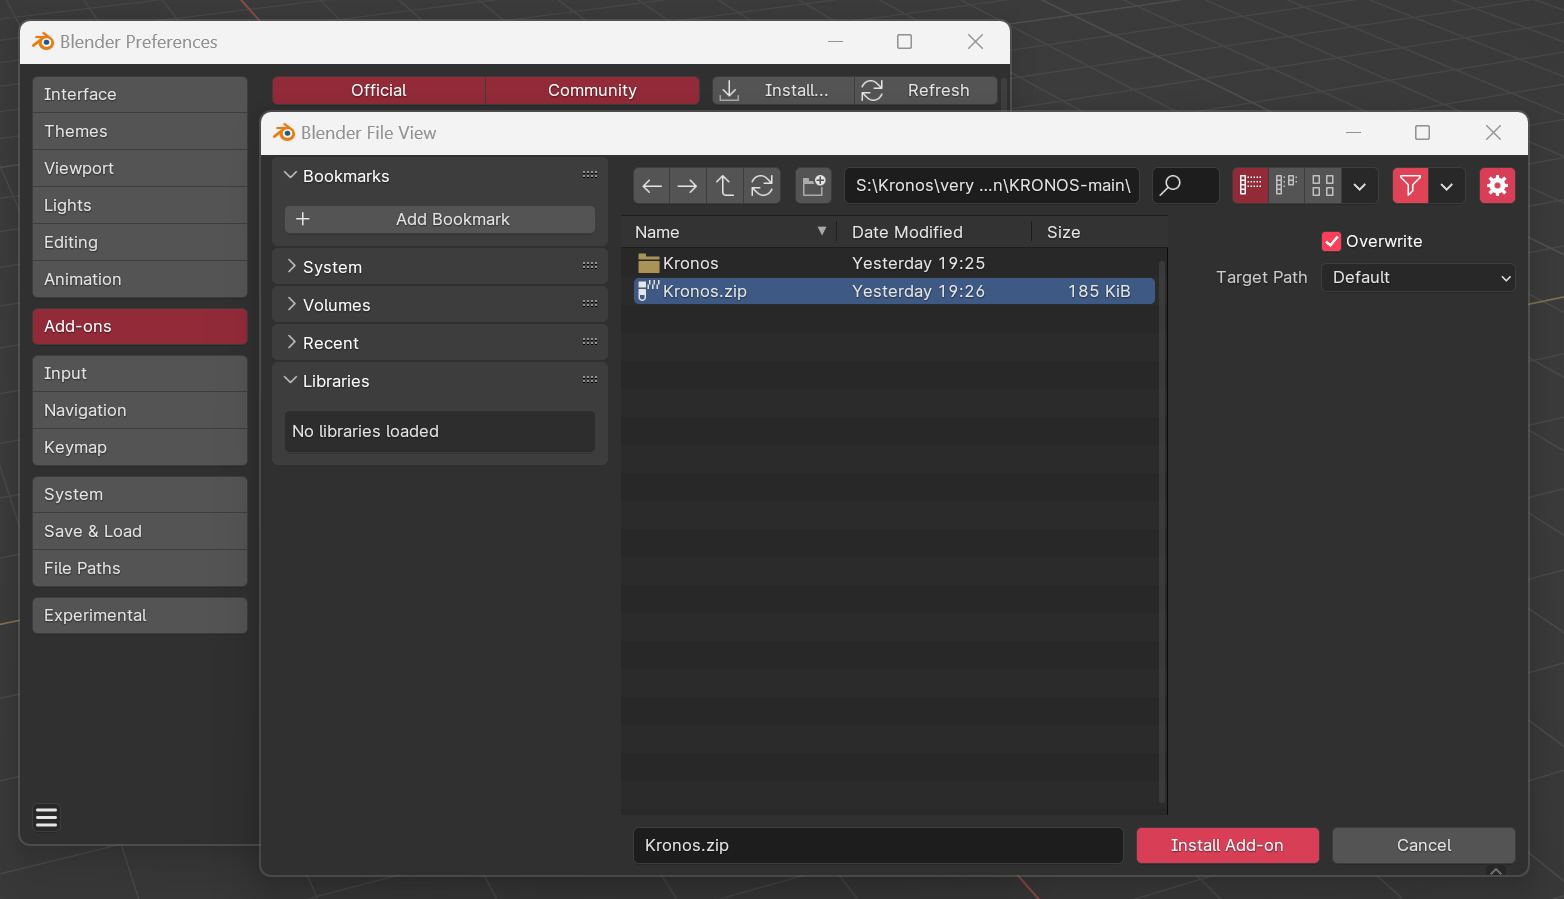 Blender Preferences
Interface
Themes
Viewport
Lights
Editing
Animation
Add-ons
Input
Navigation
Keymap
System
Save & Load
File Paths
Experimental
Official
Community
Install...
Refresh
Blender File View
Bookmarks
Add Bookmark
System
Volumes
Recent
Libraries
No libraries loaded
S:\Kronos\very ...n\KRONOS-main\
Name Date Modified Size
Kronos Yesterday 19:25
Kronos.zip Yesterday 19:26 185 KiB
Overwrite
Target Path Default
Kronos.zip
Install Add-on
Cancel